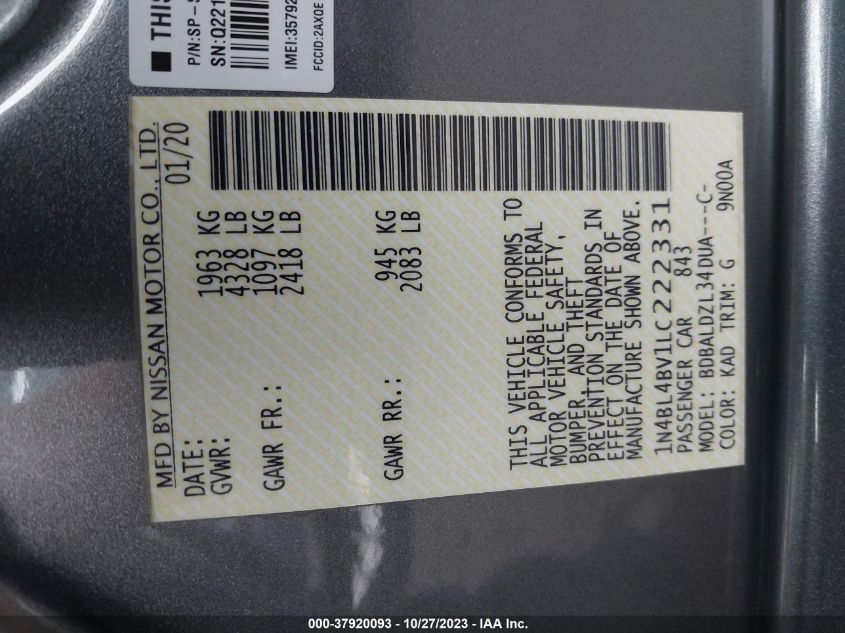 THIS
P/N:SP-S
SN:Q221
IMEI:35792
FCCID:2AXOE
MFD BY NISSAN MOTOR CO., LTD.
DATE: 01/20
GVWR: 1963 KG
4328 LB
GAWR FR.: 1097 KG
2418 LB
GAWR RR.: 945 KG
2083 LB
THIS VEHICLE CONFORMS TO
ALL APPLICABLE FEDERAL
MOTOR VEHICLE SAFETY,
BUMPER, AND THEFT
PREVENTION STANDARDS IN
EFFECT ON THE DATE OF
MANUFACTURE SHOWN ABOVE.
1N4BL4BV1LC222331
PASSENGER CAR 843
MODEL: BDBALDZL34DUA---C-
COLOR: KAD TRIM: G 9N00A
000-37920093 - 10/27/2023 - IAA Inc.